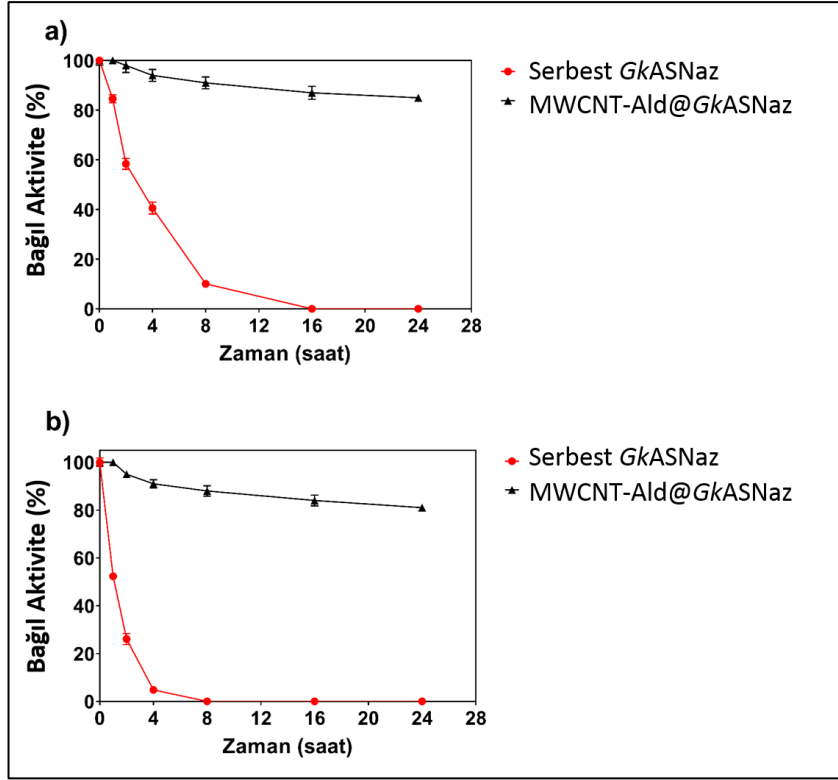 a)
Bağıl Aktivite (%)
100
80
60
40
20
0
0 4 8 12 16 20 24 28
Zaman (saat)
Serbest GkASNaz
MWCNT-Ald@GkASNaz
b)
Bağıl Aktivite (%)
100
80
60
40
20
0
0 4 8 12 16 20 24 28
Zaman (saat)
Serbest GkASNaz
MWCNT-Ald@GkASNaz